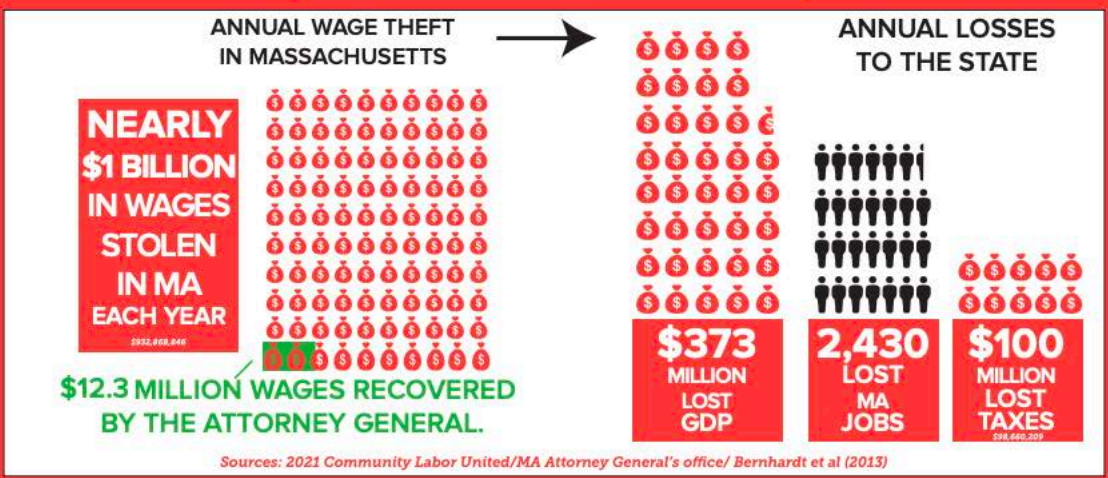 ANNUAL WAGE THEFT
IN MASSACHUSETTS
ANNUAL LOSSES
TO THE STATE
NEARLY
$1 BILLION
IN WAGES
STOLEN
IN MA
EACH YEAR
$932,868,846
$12.3 MILLION WAGES RECOVERED
BY THE ATTORNEY GENERAL.
$373
MILLION
LOST
GDP
2,430
LOST
MA
JOBS
$100
MILLION
LOST
TAXES
$98,660,209
Sources: 2021 Community Labor United/MA Attorney General's office/ Bernhardt et al (2013)